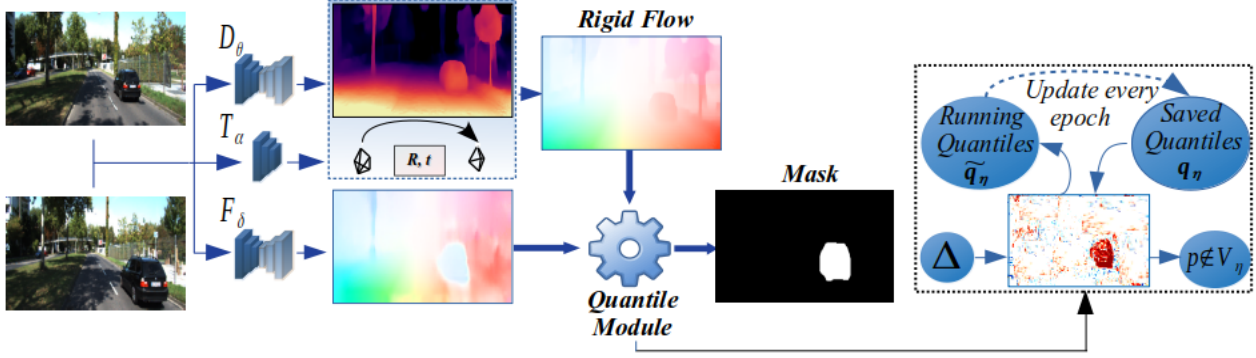 D_θ
T_α
F_δ
R, t
Rigid Flow
Quantile
Module
Mask
Running
Quantiles
q̃_η
Update every
epoch
Saved
Quantiles
q_η
Δ
p∉V_η